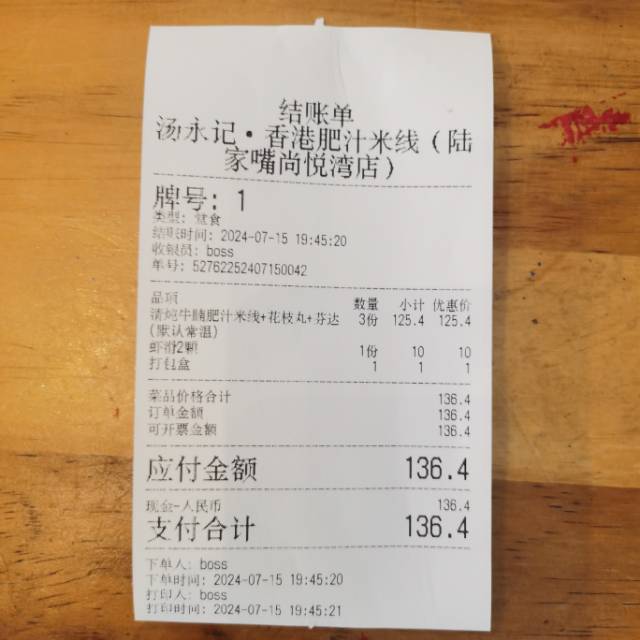 结账单
汤永记·香港肥汁米线（陆
家嘴尚悦湾店）
牌号: 1
类型: 堂食
结账时间: 2024-07-15 19:45:20
收银员: boss
单号: 52762252407150042
品项 数量 小计 优惠价
清炖牛腩肥汁米线+花枝丸+芬达 3份 125.4 125.4
(默认常温)
虾滑2颗 1份 10 10
打包盒 1 1 1
菜品价格合计 136.4
订单金额 136.4
可开票金额 136.4
应付金额 136.4
现金-人民币 136.4
支付合计 136.4
下单人: boss
下单时间: 2024-07-15 19:45:20
打印人: boss
打印时间: 2024-07-15 19:45:21